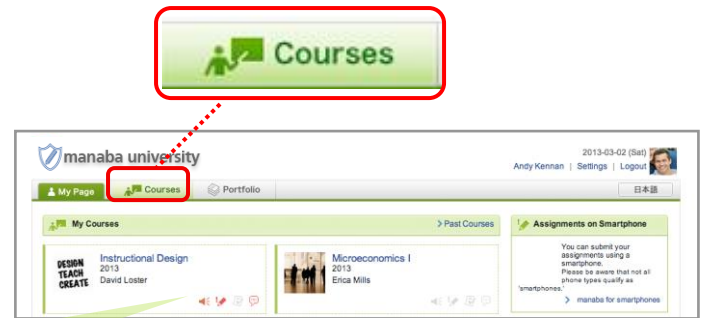 Courses
manaba university
2013-03-02 (Sat)
Andy Kennan | Settings | Logout
My Page
Courses
Portfolio
日本語
My Courses
> Past Courses
Assignments on Smartphone
DESIGN
TEACH
CREATE
Instructional Design
2013
David Loster
Microeconomics I
2013
Erica Mills
You can submit your
assignments using a
smartphone.
Please be aware that not all
phone types qualify as
'smartphones.'
> manaba for smartphones